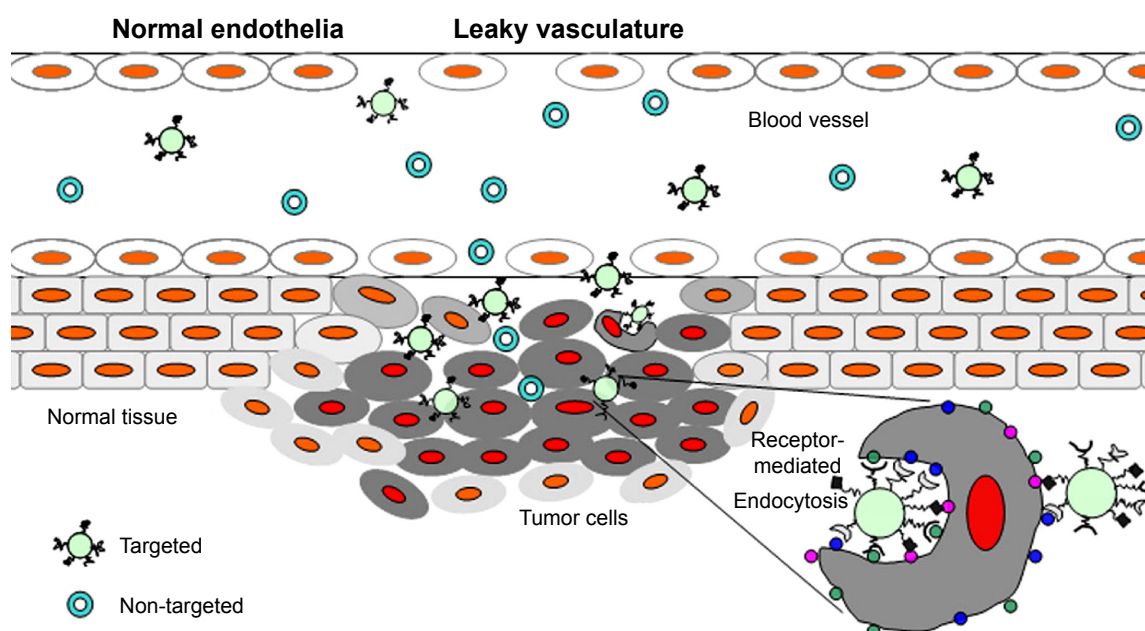 Normal endothelia
Leaky vasculature
Blood vessel
Normal tissue
Receptor-
mediated
Endocytosis
Tumor cells
Targeted
Non-targeted